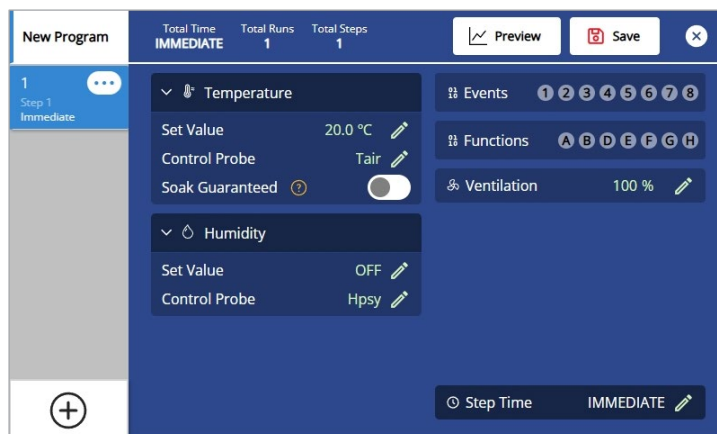 New Program
Total Time
IMMEDIATE
Total Runs
1
Total Steps
1
Preview
Save
1
Step 1
Immediate
Temperature
Set Value 20.0 °C
Control Probe Tair
Soak Guaranteed ?
Humidity
Set Value OFF
Control Probe Hpsy
Events 1 2 3 4 5 6 7 8
Functions A B D E F G H
Ventilation 100 %
Step Time IMMEDIATE